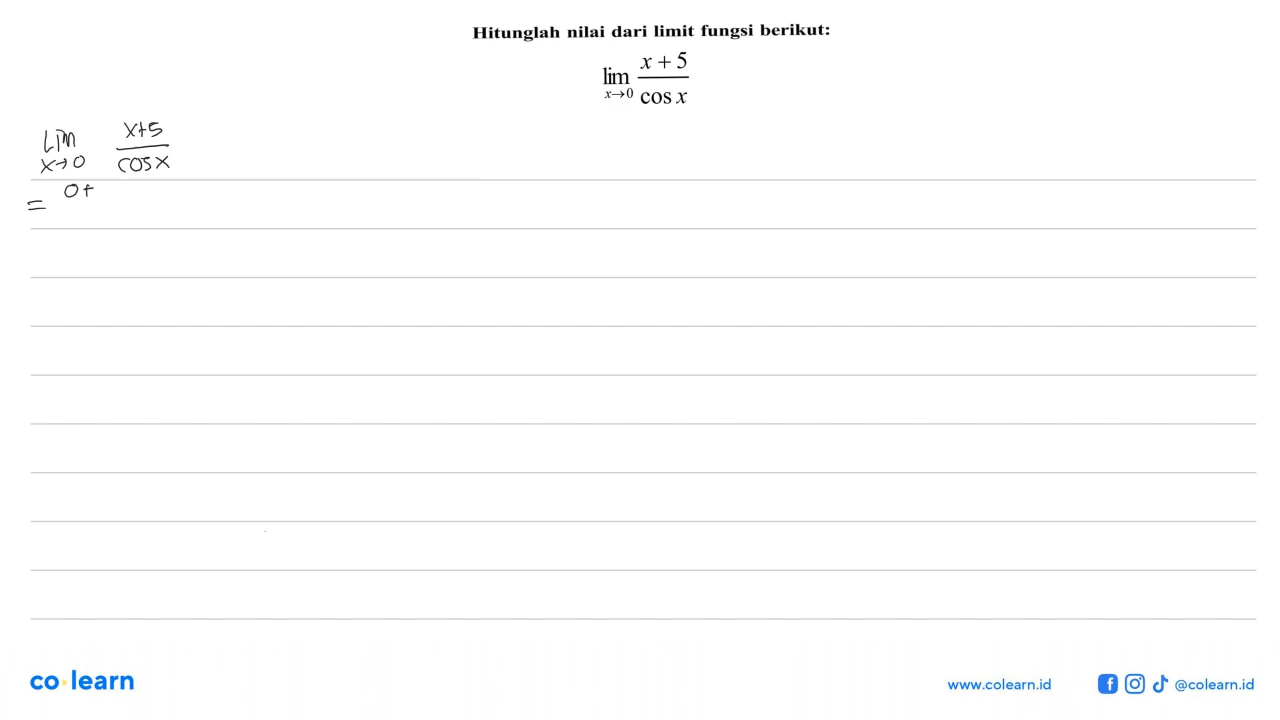 Hitunglah nilai dari limit fungsi berikut:
lim x→0 x + 5 / cos x
Lim x→0 x+5 / cosx
= 0+
co learn
www.colearn.id @colearn.id